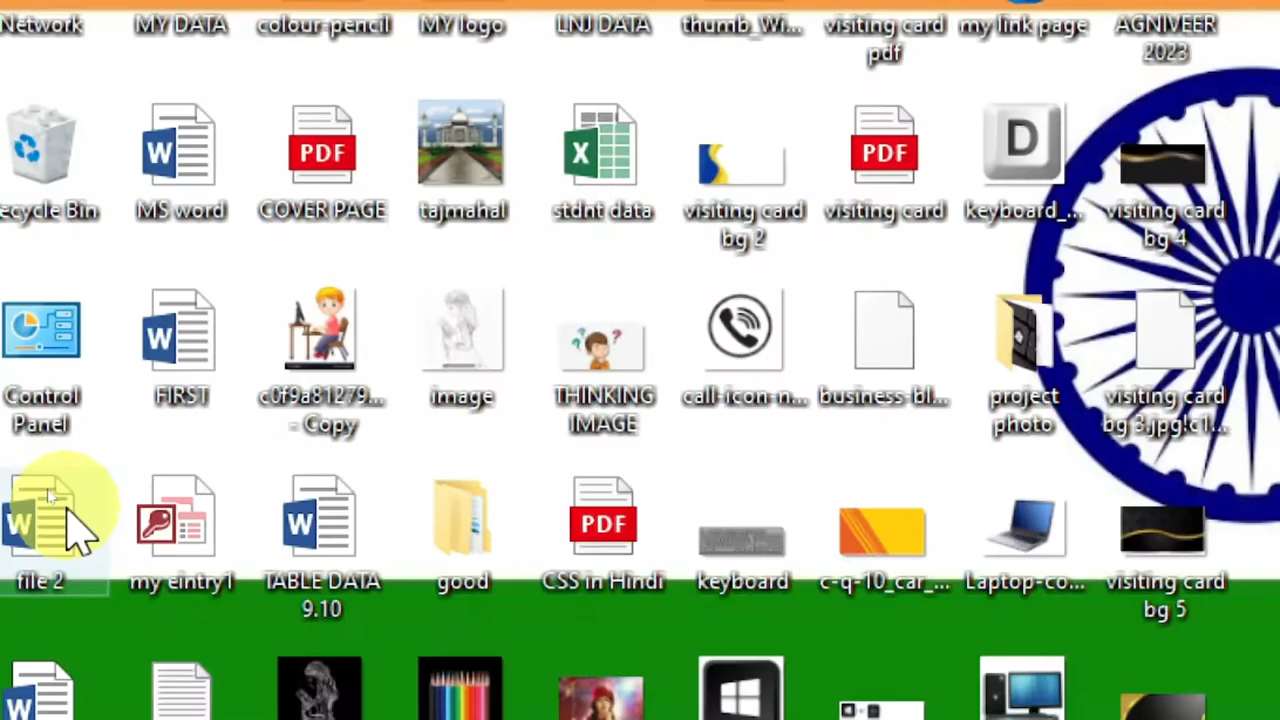 Network
MY DATA
colour-pencil
MY logo
LNJ DATA
thumb_Wi...
visiting card
pdf
my link page
AGNIVEER
2023
ecycle Bin
W
MS word
PDF
COVER PAGE
tajmahal
X
stdnt data
visiting card
bg 2
PDF
visiting card
D
keyboard_...
visiting card
bg 4
Control
Panel
W
FIRST
c0f9a81279...
- Copy
image
THINKING
IMAGE
call-icon-n...
business-bl...
project
photo
visiting card
bg 3.jpg!c1...
W
file 2
my eintry1
W
TABLE DATA
9.10
good
PDF
CSS in Hindi
keyboard
c-q-10_car_...
Laptop-co...
visiting card
bg 5
W